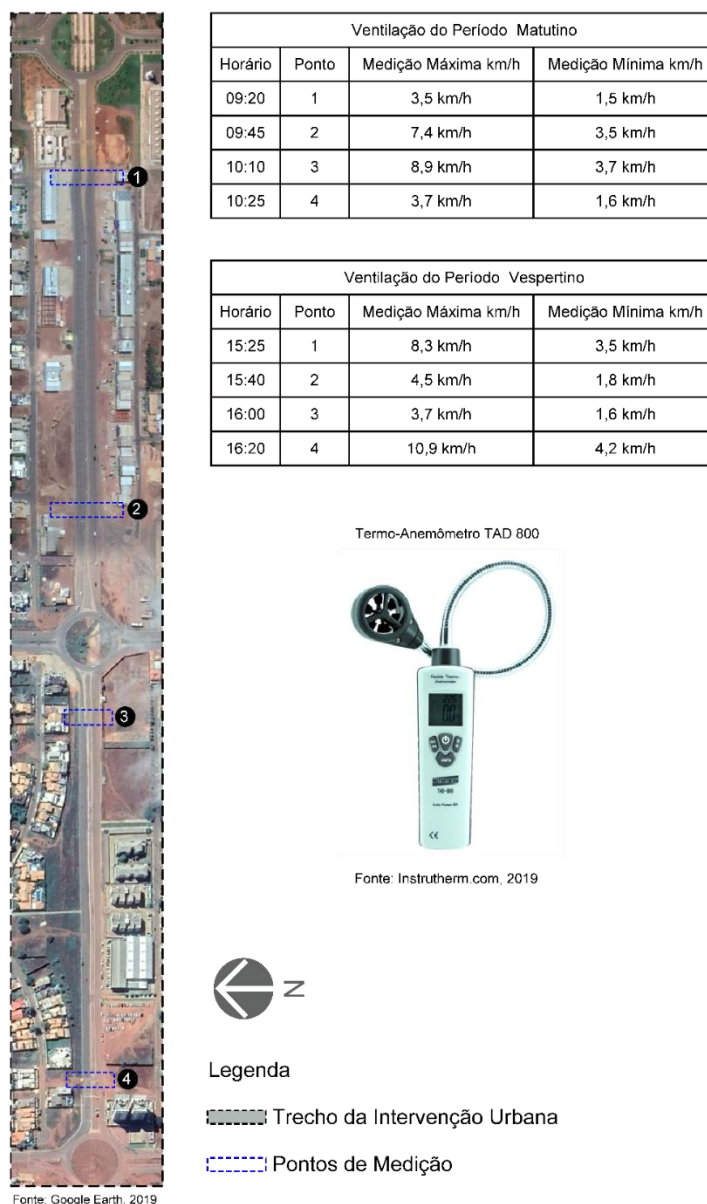 1
2
3
4
Fonte: Google Earth, 2019
Ventilação do Período Matutino
Horário Ponto Medição Máxima km/h Medição Mínima km/h
09:20 1 3,5 km/h 1,5 km/h
09:45 2 7,4 km/h 3,5 km/h
10:10 3 8,9 km/h 3,7 km/h
10:25 4 3,7 km/h 1,6 km/h
Ventilação do Período Vespertino
Horário Ponto Medição Máxima km/h Medição Mínima km/h
15:25 1 8,3 km/h 3,5 km/h
15:40 2 4,5 km/h 1,8 km/h
16:00 3 3,7 km/h 1,6 km/h
16:20 4 10,9 km/h 4,2 km/h
Termo-Anemômetro TAD 800
Fonte: Instrutherm.com, 2019
N
Legenda
Trecho da Intervenção Urbana
Pontos de Medição